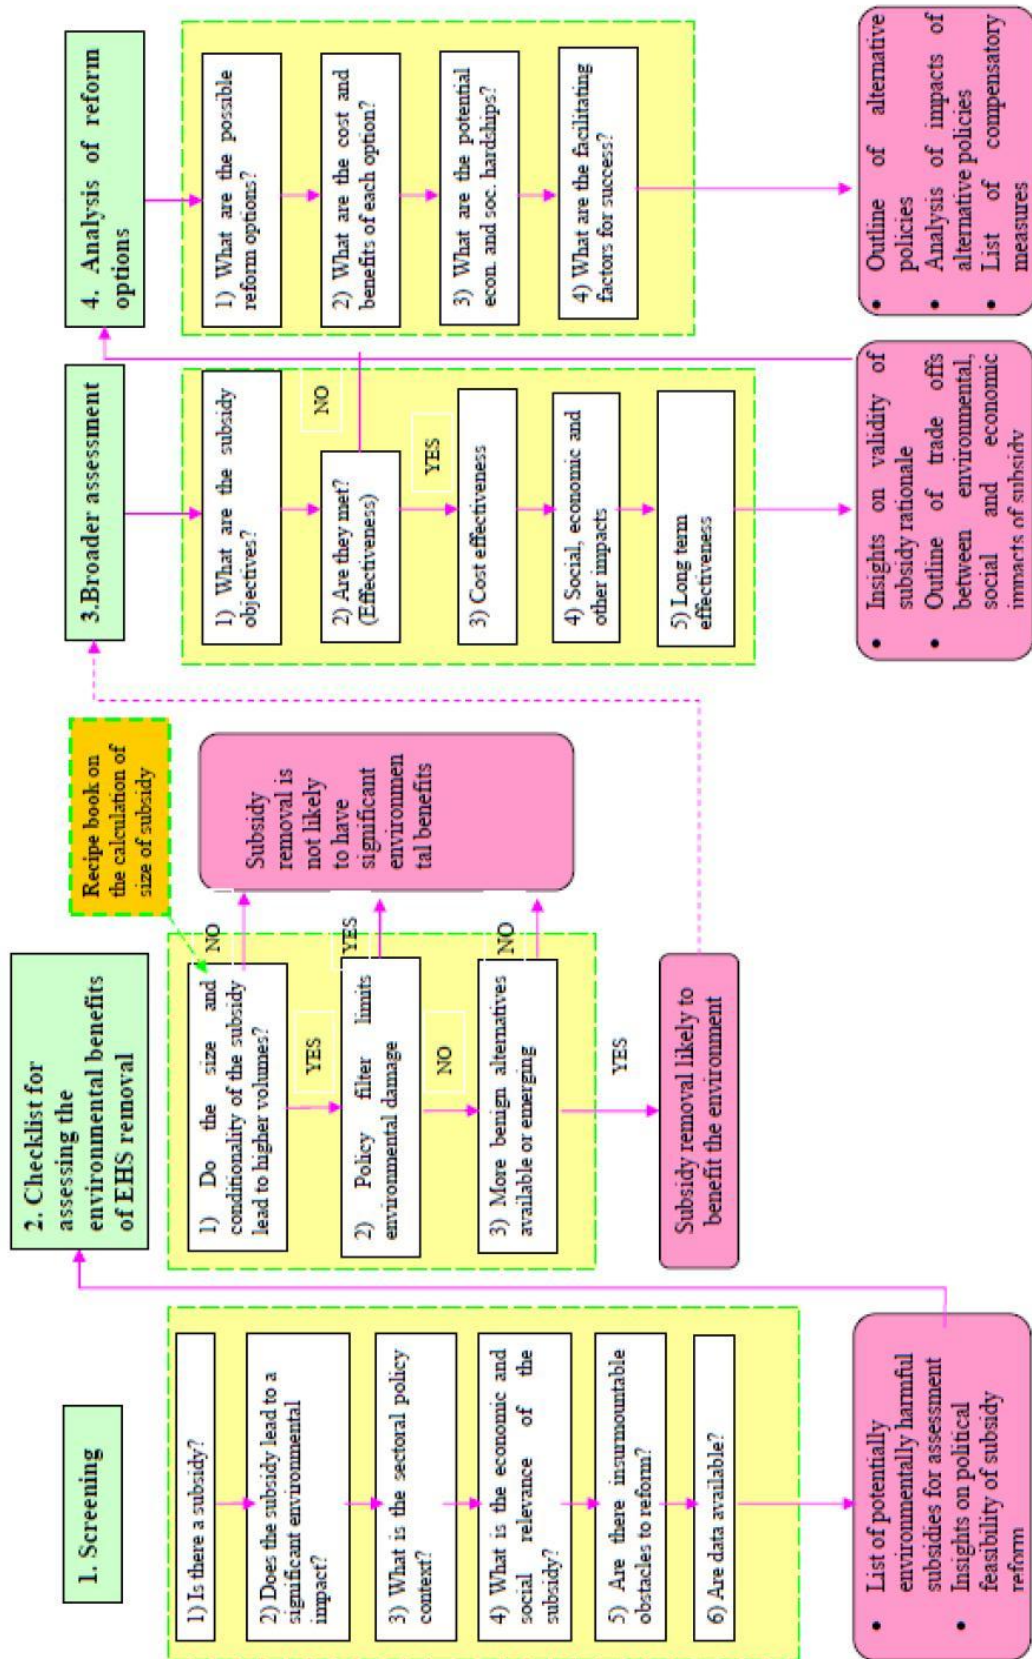 1. Screening
1) Is there a subsidy?
2) Does the subsidy lead to a
significant environmental
impact?
3) What is the sectoral policy
context?
4) What is the economic and
social relevance of the
subsidy?
5) Are there insurmountable
obstacles to reform?
6) Are data available?
• List of potentially
environmentally harmful
subsidies for assessment
• Insights on political
feasibility of subsidy
reform
2. Checklist for
assessing the
environmental benefits
of EHS removal
Recipe book on
the calculation of
size of subsidy
1) Do the size and
conditionality of the subsidy
lead to higher volumes?
NO
YES
2) Policy filter limits
environmental damage
YES
NO
3) More benign alternatives
available or emerging
NO
YES
Subsidy
removal is
not likely
to have
significant
environmen
tal benefits
Subsidy removal likely to
benefit the environment
3.Broader assessment
1) What are the subsidy
objectives?
NO
2) Are they met?
(Effectiveness)
YES
3) Cost effectiveness
4) Social, economic and
other impacts
5) Long term
effectiveness
• Insights on validity of
subsidy rationale
• Outline of trade offs
between environmental,
social and economic
impacts of subsidy
4. Analysis of reform
options
1) What are the possible
reform options?
2) What are the cost and
benefits of each option?
3) What are the potential
econ. and soc. hardships?
4) What are the facilitating
factors for success?
• Outline of alternative
policies
• Analysis of impacts of
alternative policies
• List of compensatory
measures